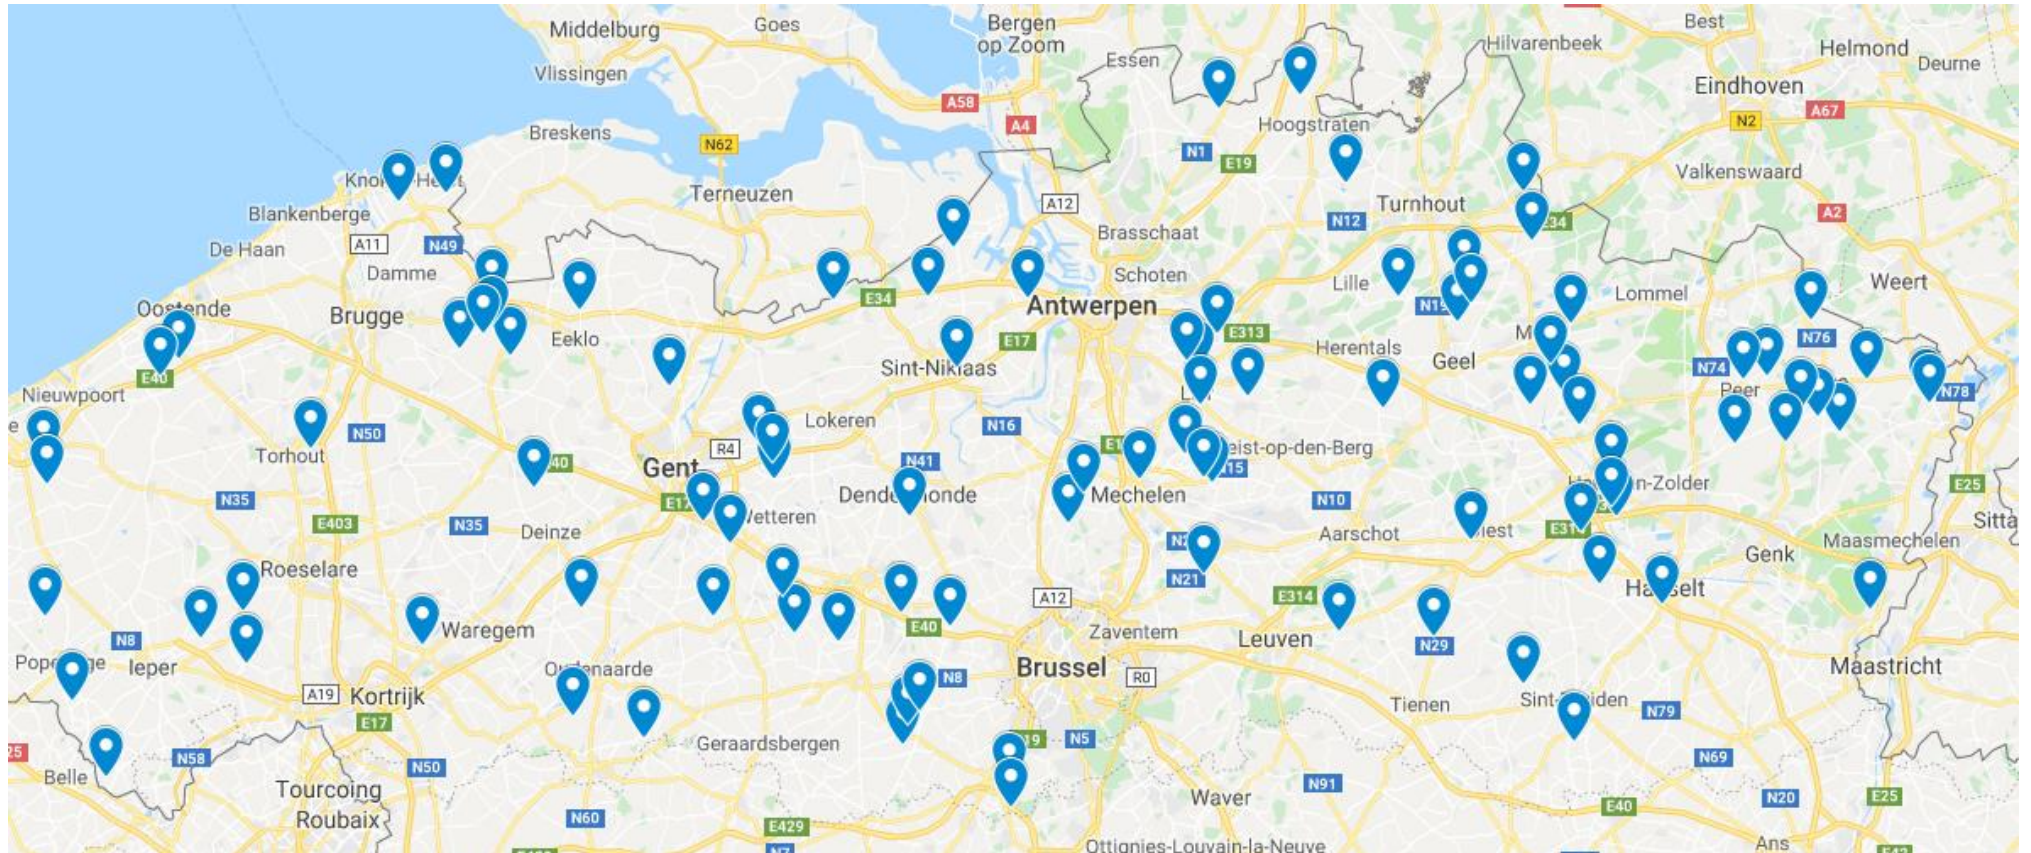 Middelburg
Goes
Bergen
op Zoom
Best
Hilvarenbeek
Helmond
Deurne
Essen
Vlissingen
Eindhoven
A58
A67
N2
A4
Breskens
Hoogstraten
N62
N1
E19
Valkenswaard
Terneuzen
A12
Turnhout
Blankenberge
N12
A2
E34
Brasschaat
De Haan
A11
N49
Damme
Schoten
Lille
Lommel
Weert
E34
Antwerpen
Oostende
Brugge
E313
Eeklo
E17
N76
Herentals
Geel
Sint-Niklaas
N74
Peer
E40
Nieuwpoort
N78
Lokeren
N16
N50
Torhout
R4
Gent
N41
N15
Mechelen
N35
E403
N35
Deinze
Wetteren
N10
E25
Aarschot
Genk
Maasmechelen
Roeselare
N21
Hasselt
A12
E314
E40
Waregem
Zaventem
Leuven
N8
N29
Ieper
Oudenaarde
N8
Brussel
R0
Maastricht
A19
Kortrijk
Tienen
N79
E17
Geraardsbergen
N5
N58
N50
N69
Belle
Tourcoing
Roubaix
Waver
N91
E40
N20
E25
N60
E429
N7
Ottignies-Louvain-la-Neuve
Ans